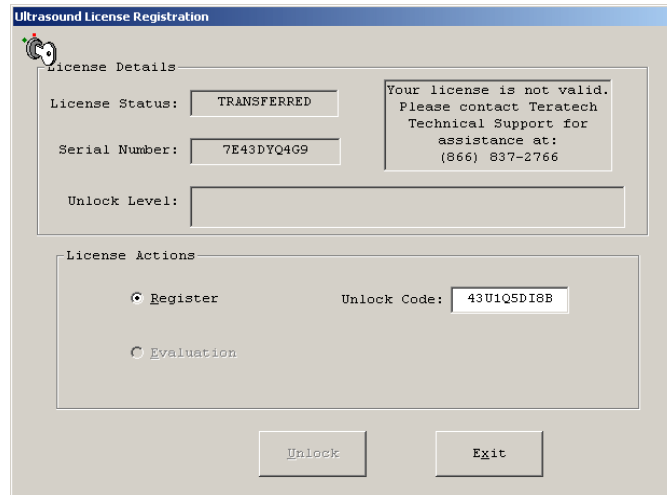 Ultrasound License Registration
License Details
License Status:
TRANSFERRED
Your license is not valid.
Please contact Teratech
Technical Support for
assistance at:
(866) 837-2766
Serial Number:
7E43DYQ4G9
Unlock Level:
License Actions
Register
Unlock Code:
43U1Q5DI8B
Evaluation
Unlock
Exit